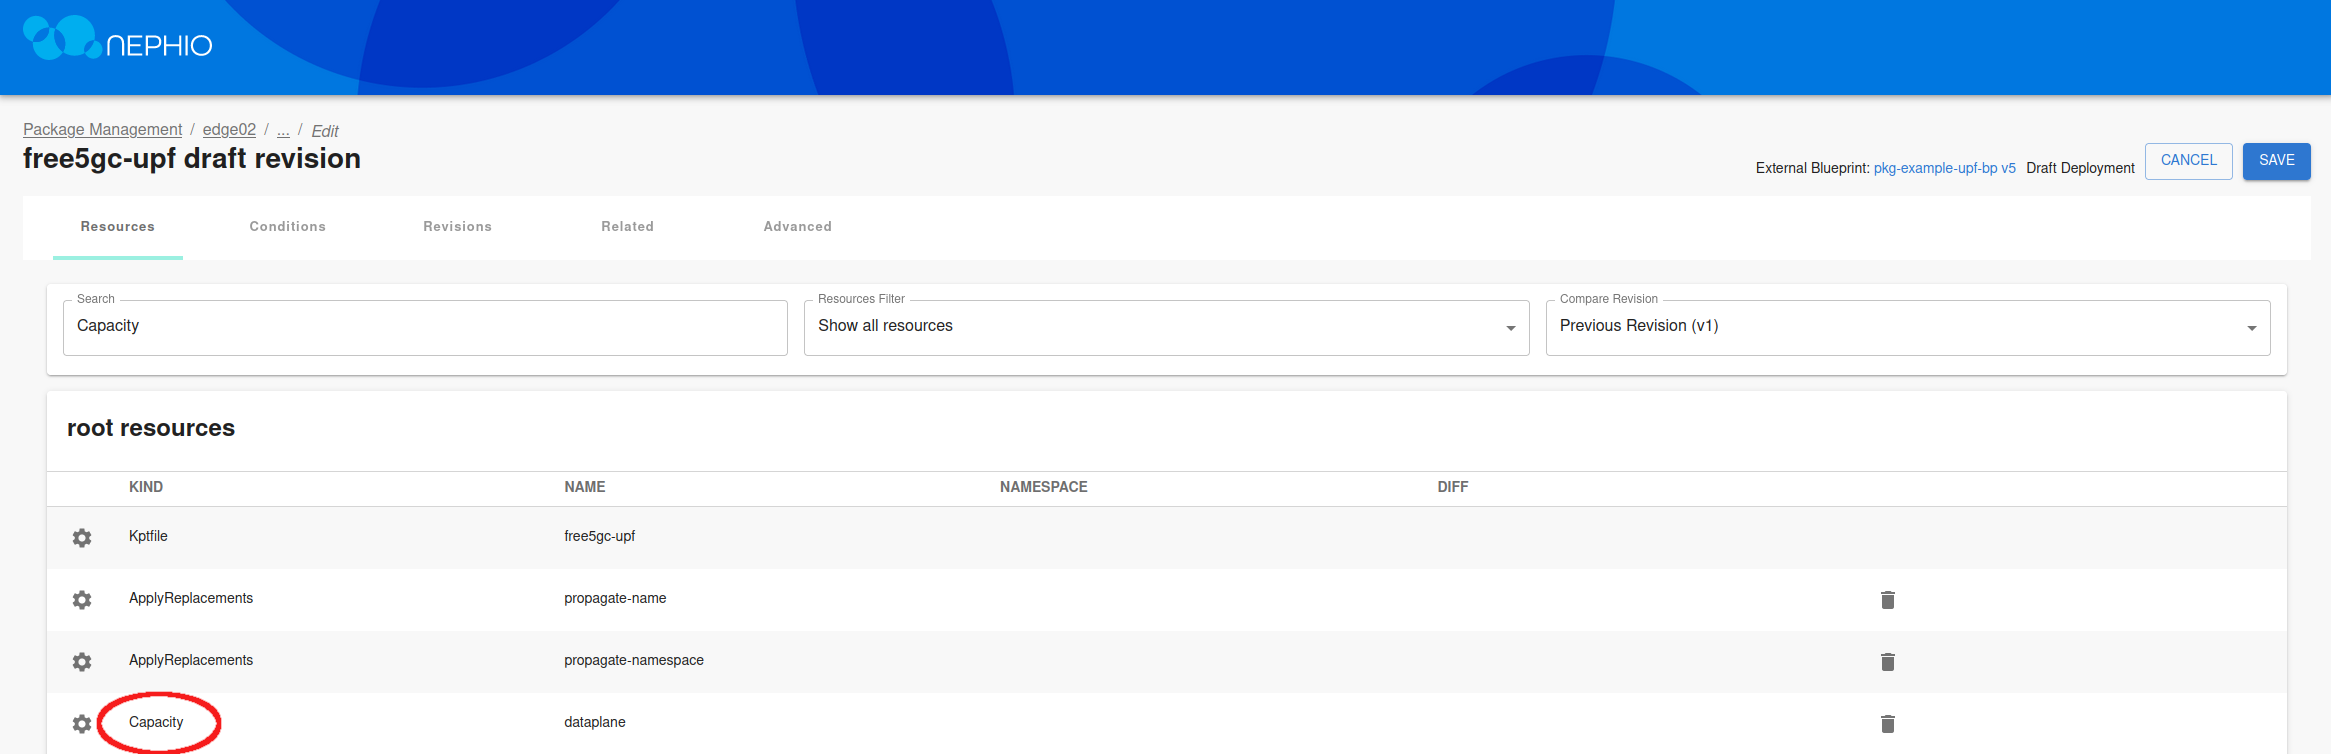 NEPHIO
Package Management / edge02 / ... / Edit
free5gc-upf draft revision
External Blueprint: pkg-example-upf-bp v5 Draft Deployment CANCEL SAVE
Resources Conditions Revisions Related Advanced
Search Resources Filter Compare Revision
Capacity Show all resources Previous Revision (v1)
root resources
KIND NAME NAMESPACE DIFF
Kptfile free5gc-upf
ApplyReplacements propagate-name
ApplyReplacements propagate-namespace
Capacity dataplane